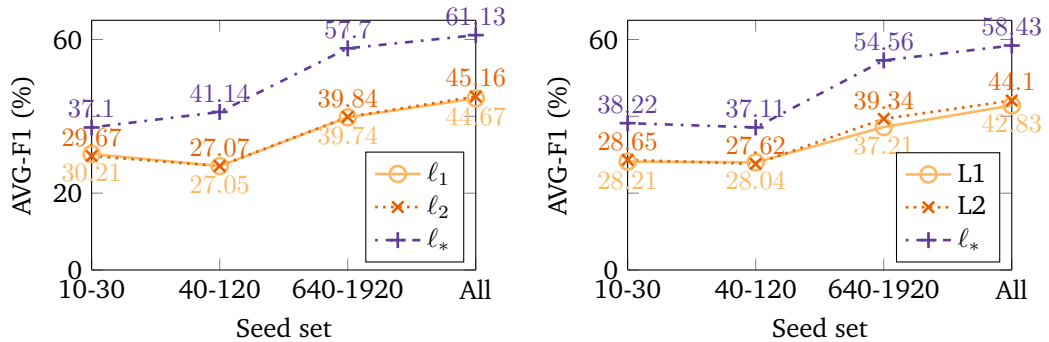 60
20
0
AVG-F1 (%)
37.1
41.14
57.7
61.13
29.67
27.07
39.84
45.16
30.21
27.05
39.74
44.67
ℓ1
ℓ2
ℓ*
10-30 40-120 640-1920 All
Seed set
60
20
0
AVG-F1 (%)
38.22
37.11
54.56
58.43
28.65
27.62
39.34
44.1
28.21
28.04
37.21
42.83
L1
L2
ℓ*
10-30 40-120 640-1920 All
Seed set